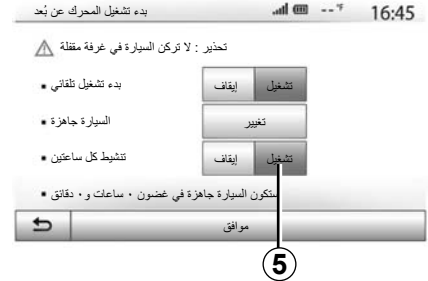 بدء تشغيل المحرك عن بُعد --°F 16:45
تحذير : لا تركن السيارة في غرفة مقفلة
بدء تشغيل تلقائي إيقاف تشغيل
السيارة جاهزة تغيير
تنشيط كل ساعتين إيقاف تشغيل
ستكون السيارة جاهزة في غضون ٠ ساعات و ٠ دقائق
موافق
5